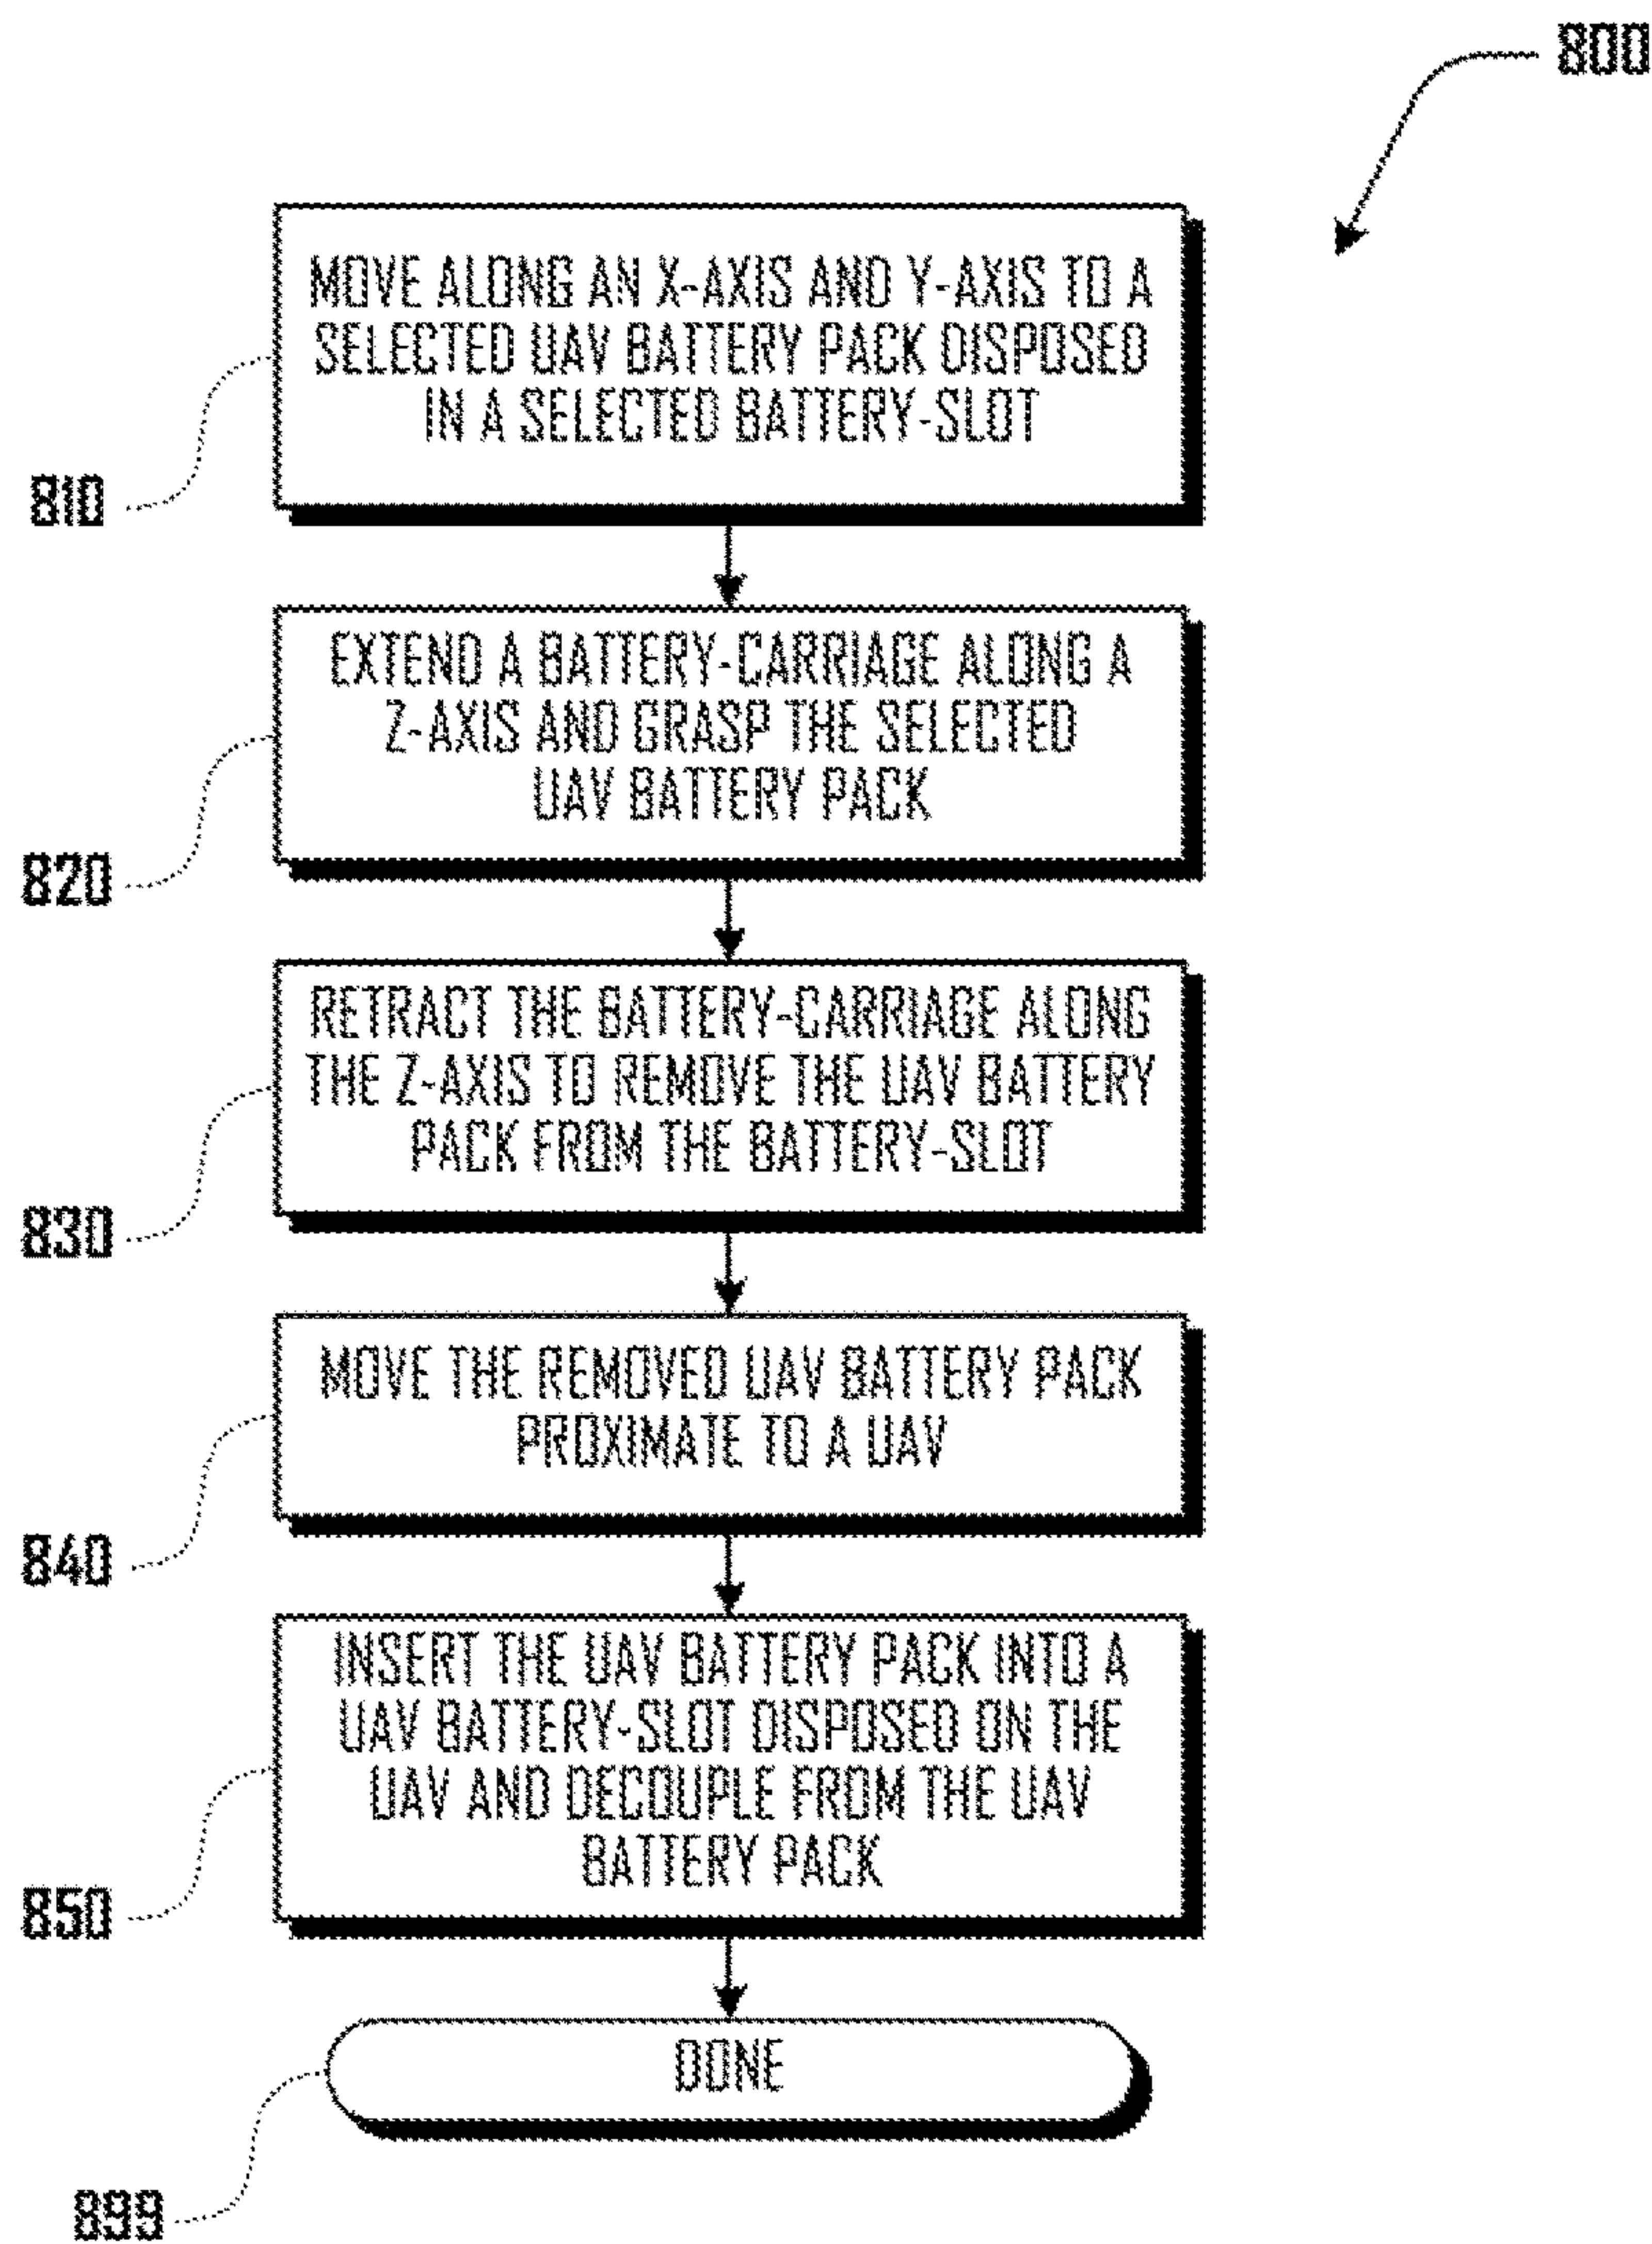 800
MOVE ALONG AN X-AXIS AND Y-AXIS TO A
SELECTED UAV BATTERY PACK DISPOSED
IN A SELECTED BATTERY-SLOT
810
EXTEND A BATTERY-CARRIAGE ALONG A
Z-AXIS AND GRASP THE SELECTED
UAV BATTERY PACK
820
RETRACT THE BATTERY-CARRIAGE ALONG
THE Z-AXIS TO REMOVE THE UAV BATTERY
PACK FROM THE BATTERY-SLOT
830
MOVE THE REMOVED UAV BATTERY PACK
PROXIMATE TO A UAV
840
INSERT THE UAV BATTERY PACK INTO A
UAV BATTERY-SLOT DISPOSED ON THE
UAV AND DECOUPLE FROM THE UAV
BATTERY PACK
850
DONE
899